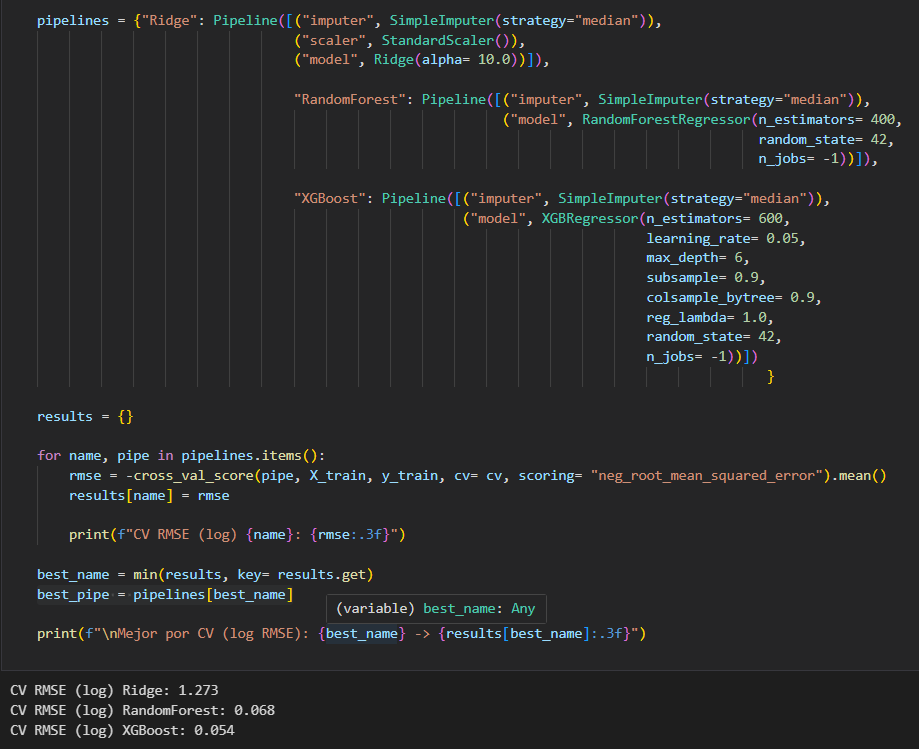 pipelines = {"Ridge": Pipeline([("imputer", SimpleImputer(strategy="median")),
("scaler", StandardScaler()),
("model", Ridge(alpha= 10.0))]),
"RandomForest": Pipeline([("imputer", SimpleImputer(strategy="median")),
("model", RandomForestRegressor(n_estimators= 400,
random_state= 42,
n_jobs= -1))]),
"XGBoost": Pipeline([("imputer", SimpleImputer(strategy="median")),
("model", XGBRegressor(n_estimators= 600,
learning_rate= 0.05,
max_depth= 6,
subsample= 0.9,
colsample_bytree= 0.9,
reg_lambda= 1.0,
random_state= 42,
n_jobs= -1))])
}
results = {}
for name, pipe in pipelines.items():
rmse = -cross_val_score(pipe, X_train, y_train, cv= cv, scoring= "neg_root_mean_squared_error").mean()
results[name] = rmse
print(f"CV RMSE (log) {name}: {rmse:.3f}")
best_name = min(results, key= results.get)
best_pipe = pipelines[best_name]
(variable) best_name: Any
print(f"\nMejor por CV (log RMSE): {best_name} -> {results[best_name]:.3f}")
CV RMSE (log) Ridge: 1.273
CV RMSE (log) RandomForest: 0.068
CV RMSE (log) XGBoost: 0.054